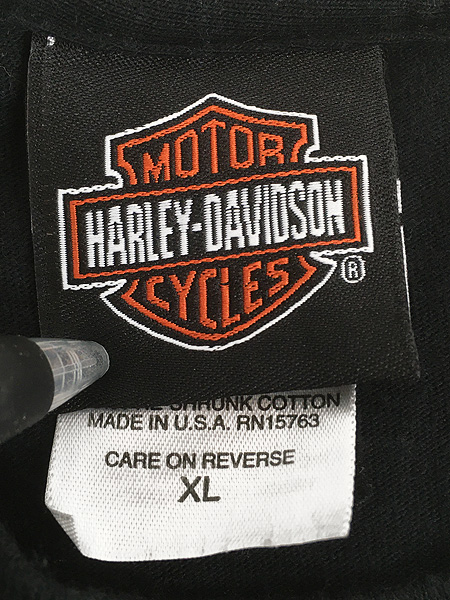 MOTOR
HARLEY-DAVIDSON
CYCLES
®
SHRUNK COTTON
MADE IN U.S.A. RN15763
CARE ON REVERSE
XL